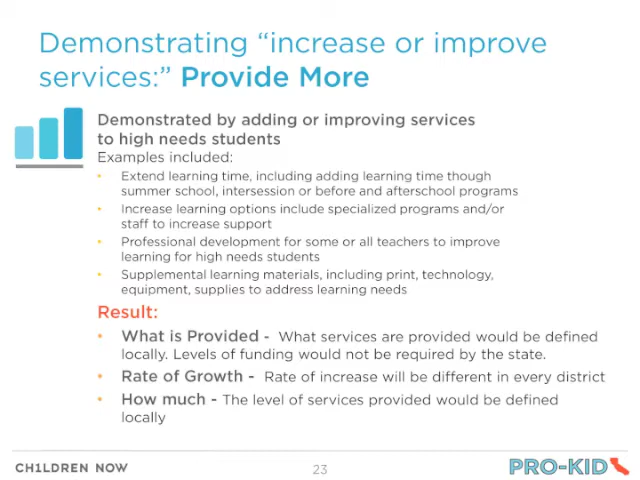 Demonstrating “increase or improve
services:” Provide More
Demonstrated by adding or improving services
to high needs students
Examples included:
• Extend learning time, including adding learning time though
summer school, intersession or before and afterschool programs
• Increase learning options include specialized programs and/or
staff to increase support
• Professional development for some or all teachers to improve
learning for high needs students
• Supplemental learning materials, including print, technology,
equipment, supplies to address learning needs
Result:
• What is Provided - What services are provided would be defined
locally. Levels of funding would not be required by the state.
• Rate of Growth - Rate of increase will be different in every district
• How much - The level of services provided would be defined
locally
CH1LDREN NOW
23
PRO-KID